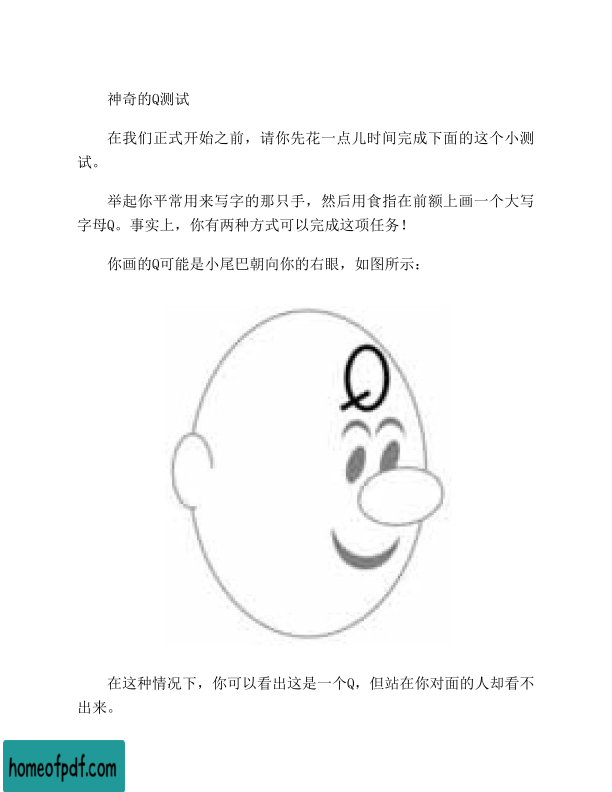 神奇的Q测试
在我们正式开始之前，请你先花一点儿时间完成下面的这个小测
试。
举起你平常用来写字的那只手，然后用食指在前额上画一个大写
字母Q。事实上，你有两种方式可以完成这项任务！
你画的Q可能是小尾巴朝向你的右眼，如图所示：
Q
在这种情况下，你可以看出这是一个Q，但站在你对面的人却看不
出来。
homeofpdf.com